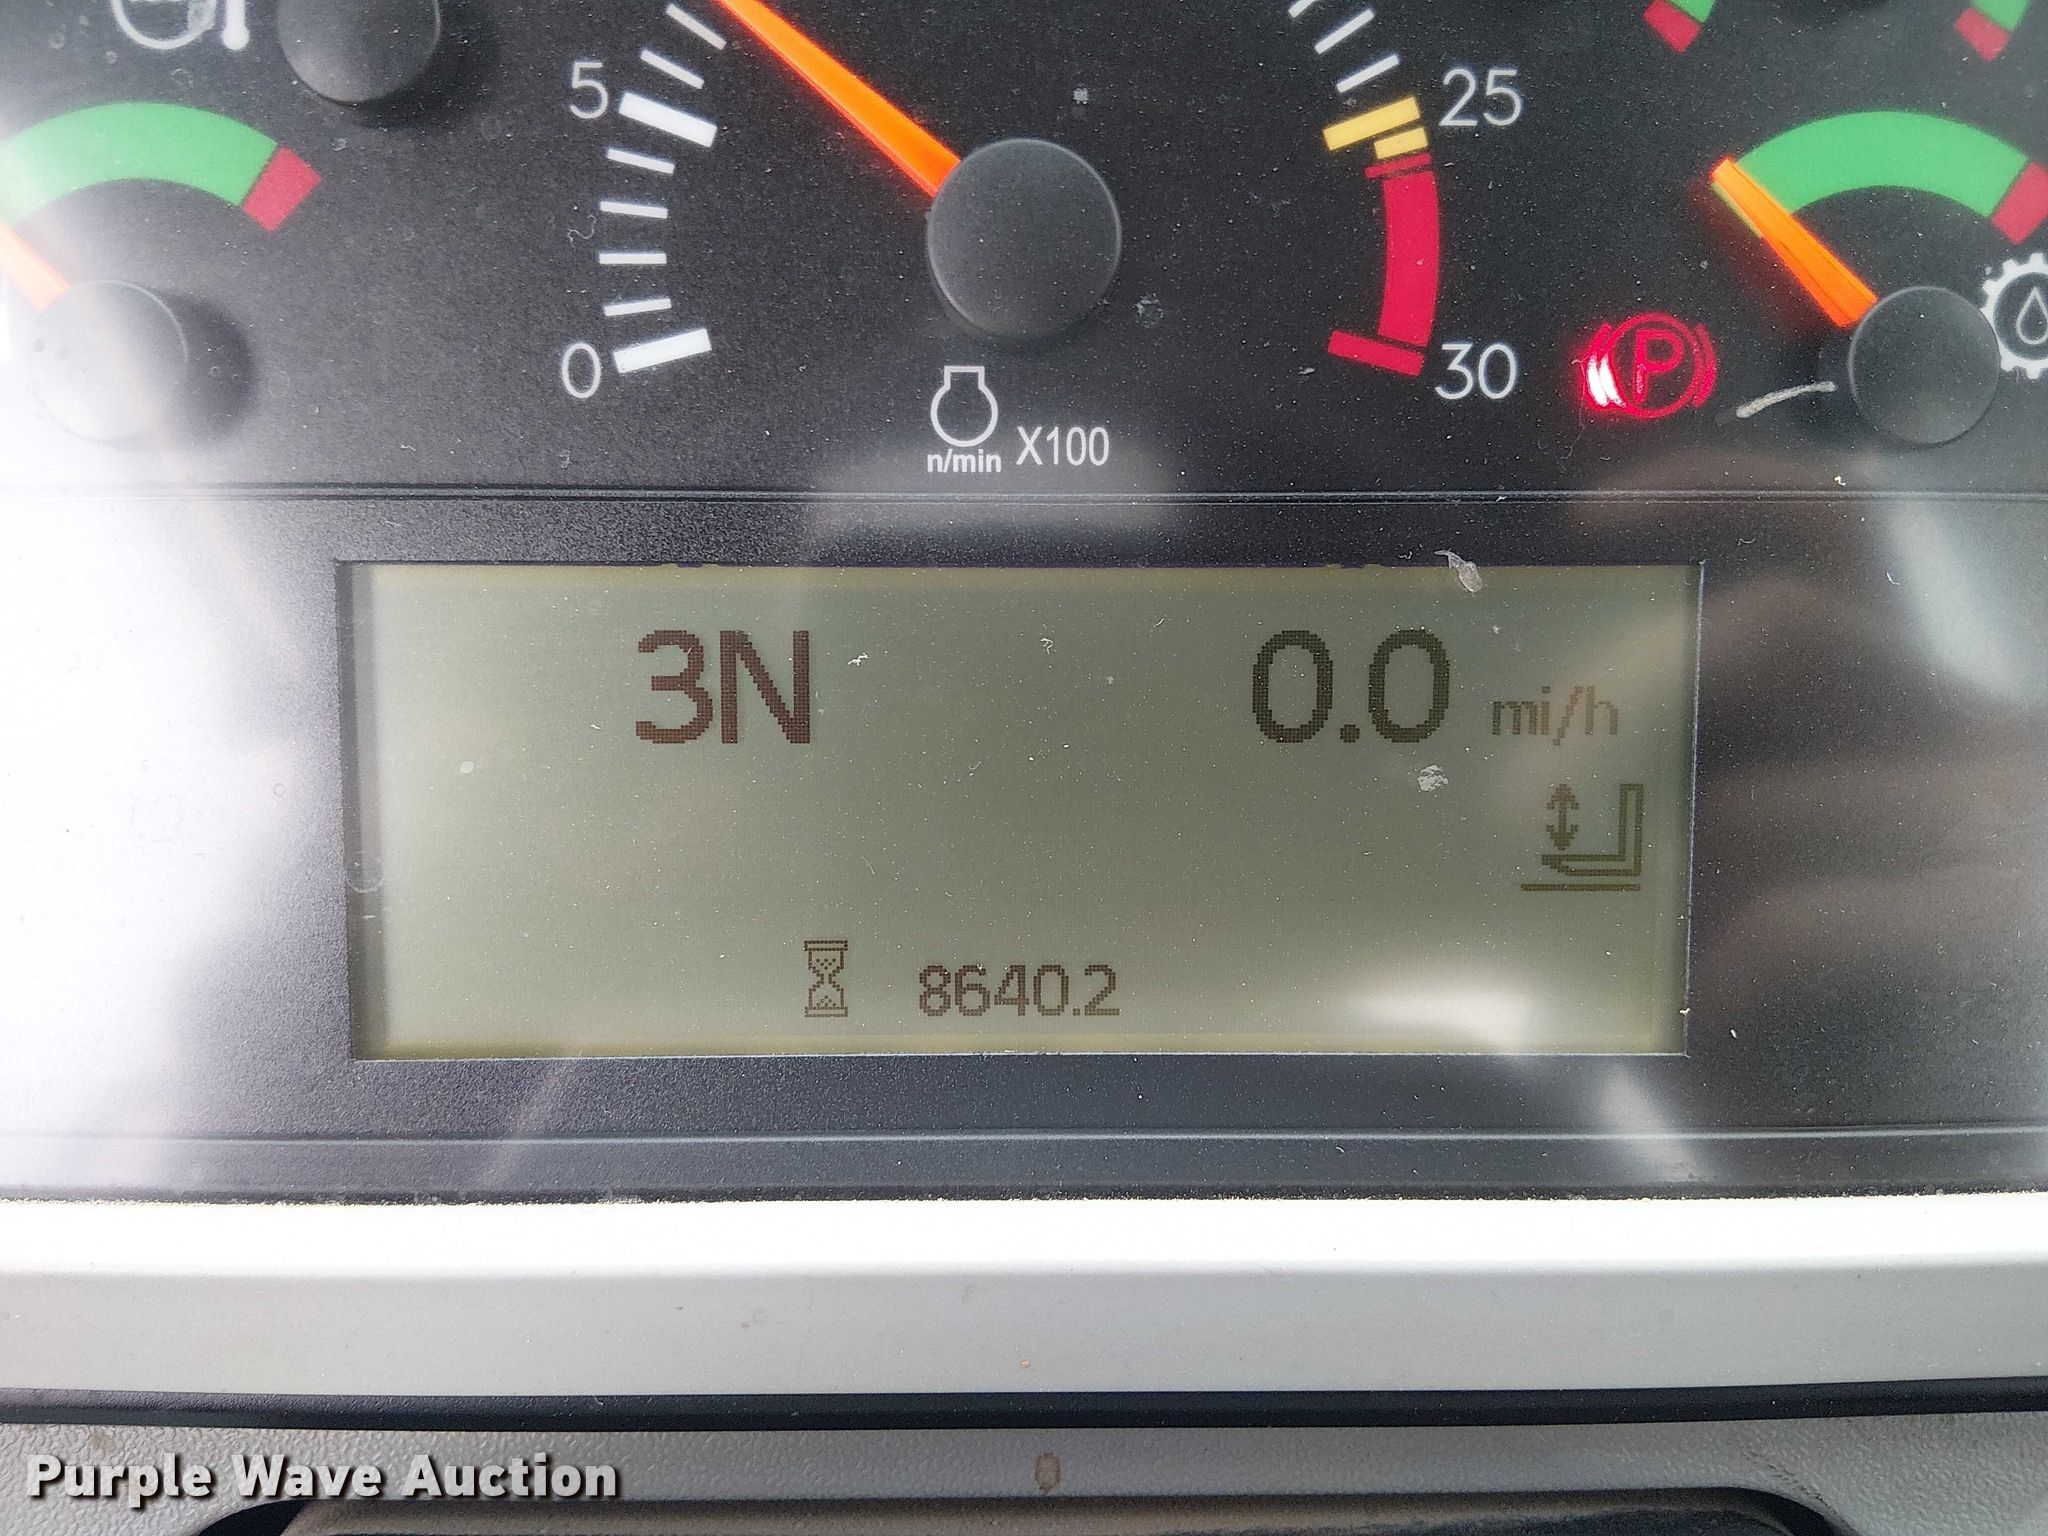 5
25
0
30
P
n/min X100
3N 0.0 mi/h
8640.2
Purple Wave Auction